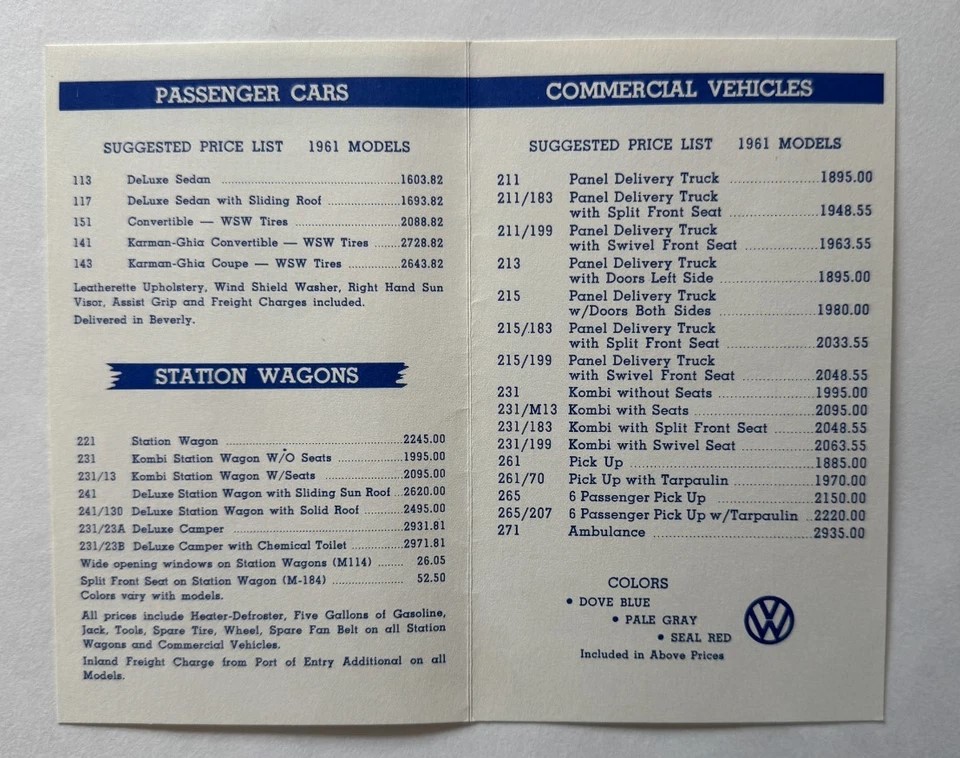 PASSENGER CARS
SUGGESTED PRICE LIST 1961 MODELS
113 DeLuxe Sedan ........ 1603.82
117 DeLuxe Sedan with Sliding Roof ........ 1693.82
151 Convertible — WSW Tires ........ 2088.82
141 Karman-Ghia Convertible — WSW Tires ........ 2728.82
143 Karman-Ghia Coupe — WSW Tires ........ 2643.82
Leatherette Upholstery, Wind Shield Washer, Right Hand Sun
Visor, Assist Grip and Freight Charges included.
Delivered in Beverly.
STATION WAGONS
221 Station Wagon ........ 2245.00
231 Kombi Station Wagon W/O Seats ........ 1995.00
231/13 Kombi Station Wagon W/Seats ........ 2095.00
241 DeLuxe Station Wagon with Sliding Sun Roof ... 2620.00
241/130 DeLuxe Station Wagon with Solid Roof ........ 2495.00
231/23A DeLuxe Camper ........ 2931.81
231/23B DeLuxe Camper with Chemical Toilet ........ 2971.81
Wide opening windows on Station Wagons (M114) ........ 26.05
Split Front Seat on Station Wagon (M-184) ........ 52.50
Colors vary with models.
All prices include Heater-Defroster, Five Gallons of Gasoline,
Jack, Tools, Spare Tire, Wheel, Spare Fan Belt on all Station
Wagons and Commercial Vehicles.
Inland Freight Charge from Port of Entry Additional on all
Models.
COMMERCIAL VEHICLES
SUGGESTED PRICE LIST 1961 MODELS
211 Panel Delivery Truck ........ 1895.00
211/183 Panel Delivery Truck
with Split Front Seat ........ 1948.55
211/199 Panel Delivery Truck
with Swivel Front Seat ........ 1963.55
213 Panel Delivery Truck
with Doors Left Side ........ 1895.00
215 Panel Delivery Truck
w/Doors Both Sides ........ 1980.00
215/183 Panel Delivery Truck
with Split Front Seat ........ 2033.55
215/199 Panel Delivery Truck
with Swivel Front Seat ........ 2048.55
231 Kombi without Seats ........ 1995.00
231/M13 Kombi with Seats ........ 2095.00
231/183 Kombi with Split Front Seat ........ 2048.55
231/199 Kombi with Swivel Seat ........ 2063.55
261 Pick Up ........ 1885.00
261/70 Pick Up with Tarpaulin ........ 1970.00
265 6 Passenger Pick Up ........ 2150.00
265/207 6 Passenger Pick Up w/Tarpaulin .. 2220.00
271 Ambulance ........ 2935.00
COLORS
• DOVE BLUE
• PALE GRAY
• SEAL RED
Included in Above Prices
VW